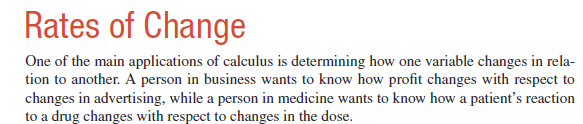 Rates of Change
One of the main applications of calculus is determining how one variable changes in rela-
tion to another. A person in business wants to know how profit changes with respect to
changes in advertising, while a person in medicine wants to know how a patient's reaction
to a drug changes with respect to changes in the dose.